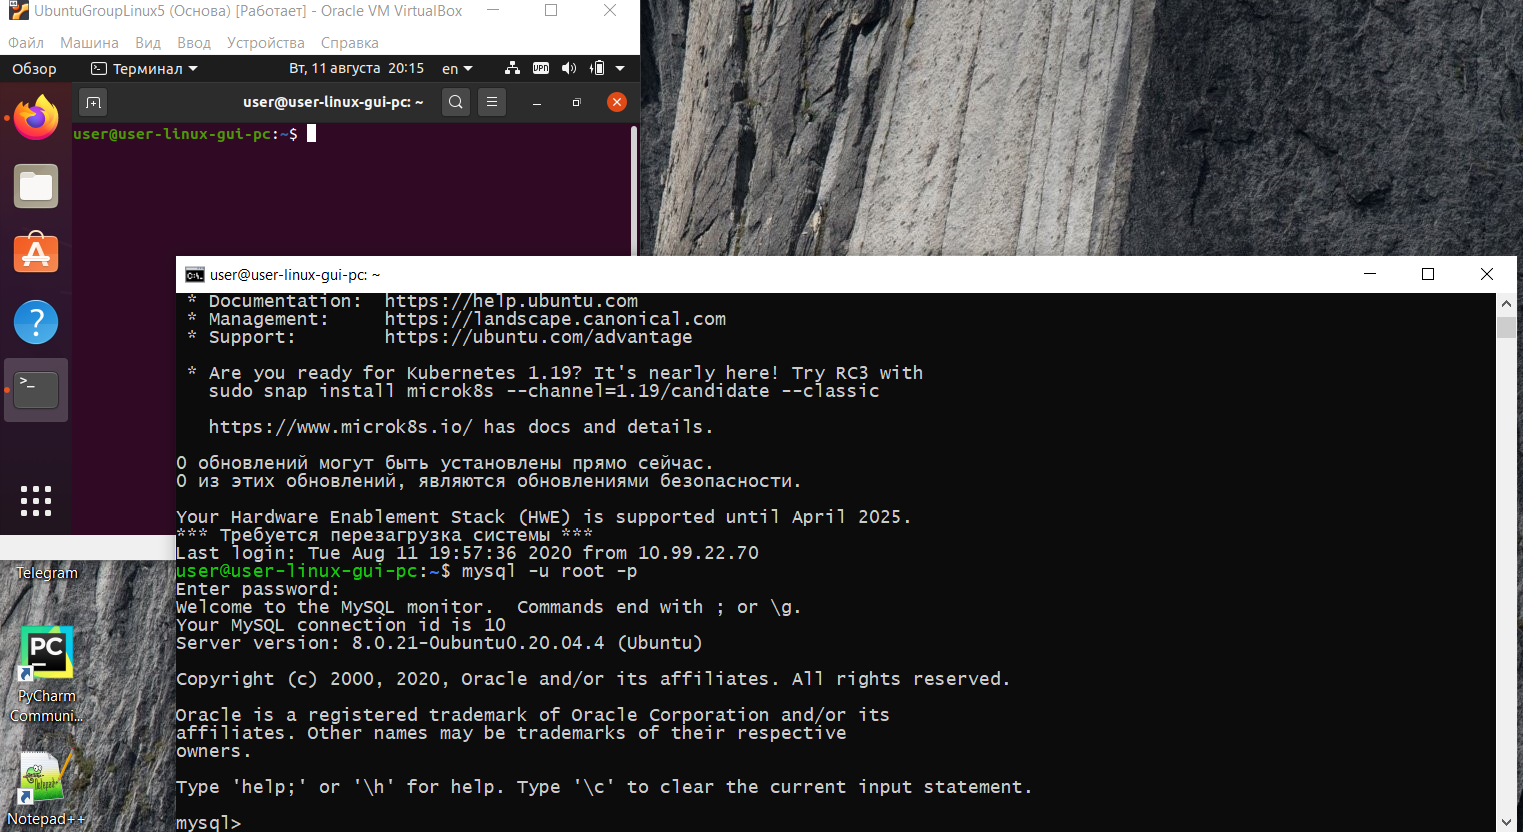 UbuntuGroupLinux5 (Основа) [Работает] - Oracle VM VirtualBox
Файл Машина Вид Ввод Устройства Справка
Обзор Терминал Вт, 11 августа 20:15 en VPN
user@user-linux-gui-pc: ~
user@user-linux-gui-pc:~$
user@user-linux-gui-pc: ~
* Documentation: https://help.ubuntu.com
* Management: https://landscape.canonical.com
* Support: https://ubuntu.com/advantage
* Are you ready for Kubernetes 1.19? It's nearly here! Try RC3 with
sudo snap install microk8s --channel=1.19/candidate --classic
https://www.microk8s.io/ has docs and details.
0 обновлений могут быть установлены прямо сейчас.
0 из этих обновлений, являются обновлениями безопасности.
Your Hardware Enablement Stack (HWE) is supported until April 2025.
*** Требуется перезагрузка системы ***
Last login: Tue Aug 11 19:57:36 2020 from 10.99.22.70
user@user-linux-gui-pc:~$ mysql -u root -p
Enter password:
Welcome to the MySQL monitor.  Commands end with ; or \g.
Your MySQL connection id is 10
Server version: 8.0.21-0ubuntu0.20.04.4 (Ubuntu)
Copyright (c) 2000, 2020, Oracle and/or its affiliates. All rights reserved.
Oracle is a registered trademark of Oracle Corporation and/or its
affiliates. Other names may be trademarks of their respective
owners.
Type 'help;' or '\h' for help. Type '\c' to clear the current input statement.
mysql>
Telegram
PC
PyCharm
Communi...
Notepad++